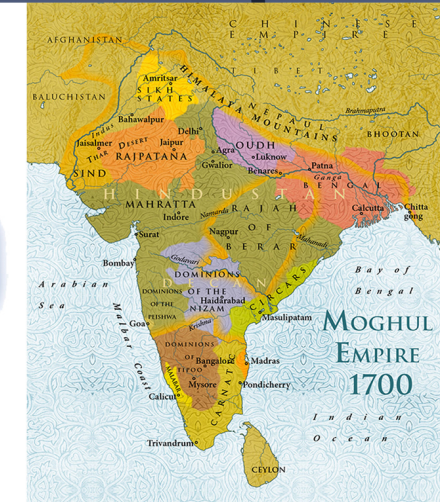 CHINESE
EMPIRE
AFGHANISTAN
TIBET
HIMALAYA MOUNTAINS
NEPAUL
Amritsar
SIKH
STATES
BALUCHISTAN
Brahmaputra
BHOOTAN
Bahawalpur
Indus
Delhi
Jaisalmer
THAR DESERT
Jaipur
RAJPATANA
Agra
OUDH
Luknow
Gwalior
Benares
Patna
Ganga
SIND
HINDUSTAN
BENGAL
MAHRATTA
Indore
Narmada
RAJAH
OF
BERAR
Calcutta
Chitta
gong
Surat
Nagpur
Mahanadi
Godavari
Bombay
DOMINIONS
OF THE
NIZAM
DOMINIONS
OF THE
PEISHWA
Haidarabad
CIRCARS
Bay of
Bengal
Arabian
Sea
Goa
Krishna
Masulipatam
Malbar Coast
DOMINIONS
OF
TIPOO
Bangalore
Madras
MALABAR
Mysore
CARNATIC
Pondicherry
Calicut
MOGHUL
EMPIRE
1700
Indian
Ocean
Trivandrum
CEYLON